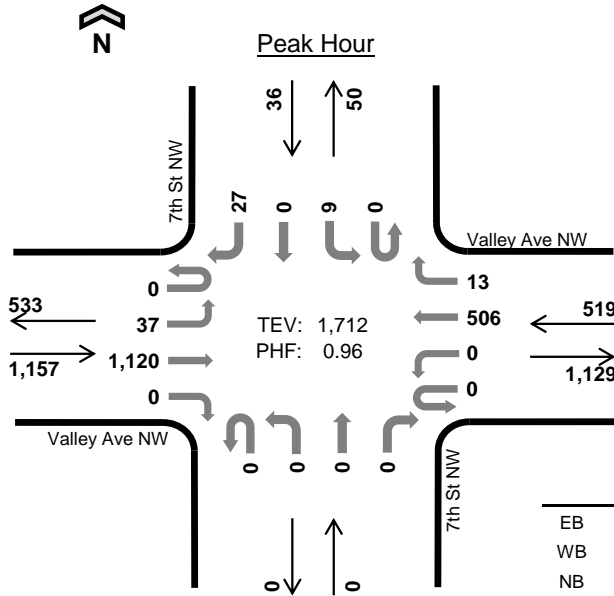 N
Peak Hour
36
50
7th St NW
27
0
9
0
Valley Ave NW
0
13
533
37
TEV: 1,712
506
519
1,157
1,120
PHF: 0.96
0
1,129
0
0
Valley Ave NW
0
0
0
0
7th St NW
0
0
EB
WB
NB